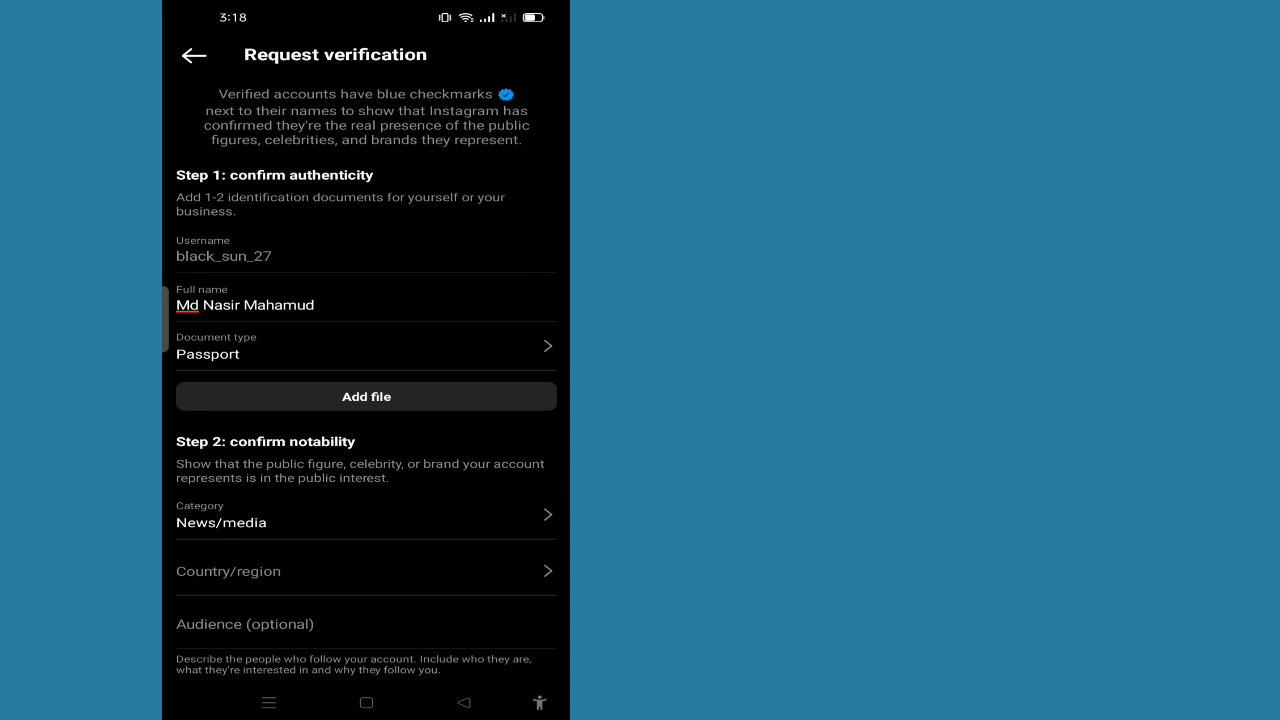 3:18
Request verification
Verified accounts have blue checkmarks
next to their names to show that Instagram has
confirmed they're the real presence of the public
figures, celebrities, and brands they represent.
Step 1: confirm authenticity
Add 1-2 identification documents for yourself or your
business.
Username
black_sun_27
Full name
Md Nasir Mahamud
Document type
Passport
Add file
Step 2: confirm notability
Show that the public figure, celebrity, or brand your account
represents is in the public interest.
Category
News/media
Country/region
Audience (optional)
Describe the people who follow your account. Include who they are,
what they're interested in and why they follow you.